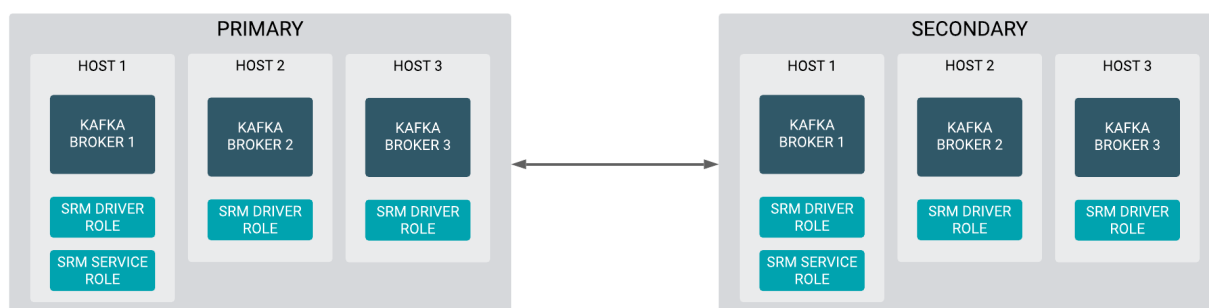 PRIMARY
HOST 1
KAFKA
BROKER 1
SRM DRIVER
ROLE
SRM SERVICE
ROLE
HOST 2
KAFKA
BROKER 2
SRM DRIVER
ROLE
HOST 3
KAFKA
BROKER 3
SRM DRIVER
ROLE
SECONDARY
HOST 1
KAFKA
BROKER 1
SRM DRIVER
ROLE
SRM SERVICE
ROLE
HOST 2
KAFKA
BROKER 2
SRM DRIVER
ROLE
HOST 3
KAFKA
BROKER 3
SRM DRIVER
ROLE